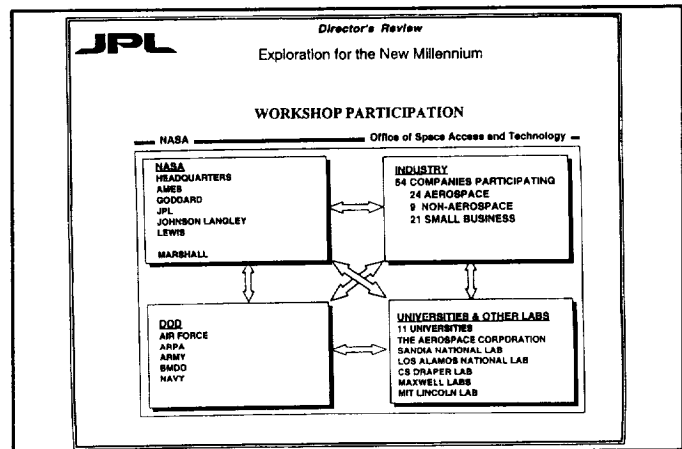 JPL
Director's Review
Exploration for the New Millennium
WORKSHOP PARTICIPATION
NASA
Office of Space Access and Technology
NASA
HEADQUARTERS
AMES
GODDARD
JPL
JOHNSON LANGLEY
LEWIS
MARSHALL
INDUSTRY
54 COMPANIES PARTICIPATING
24 AEROSPACE
9 NON-AEROSPACE
21 SMALL BUSINESS
DOD
AIR FORCE
ARPA
ARMY
BMDO
NAVY
UNIVERSITIES & OTHER LABS
11 UNIVERSITIES
THE AEROSPACE CORPORATION
SANDIA NATIONAL LAB
LOS ALAMOS NATIONAL LAB
CS DRAPER LAB
MAXWELL LABS
MIT LINCOLN LAB